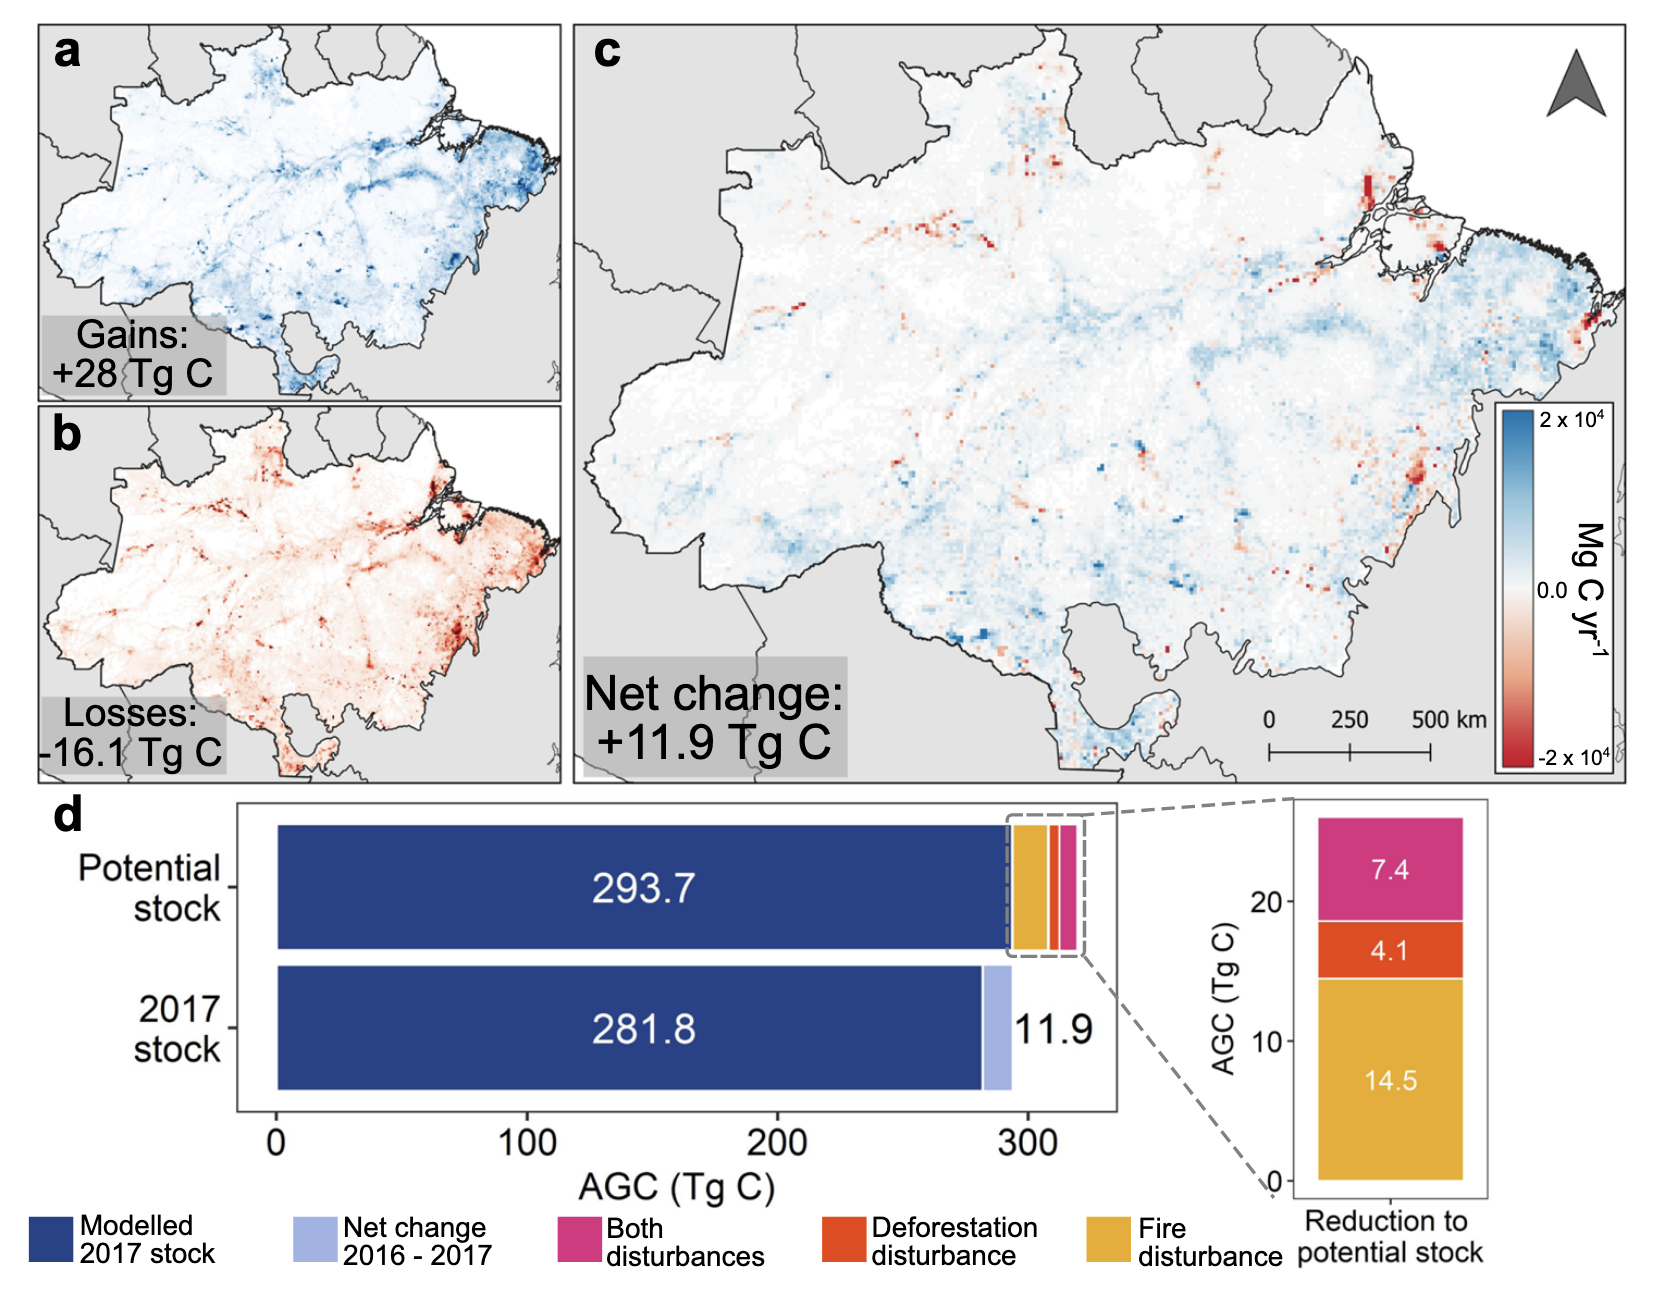 a
Gains:
+28 Tg C
b
Losses:
-16.1 Tg C
c
Net change:
+11.9 Tg C
0 250 500 km
2 x 10⁴
0.0
-2 x 10⁴
Mg C yr⁻¹
d
Potential
stock
293.7
2017
stock
281.8
11.9
0 100 200 300
AGC (Tg C)
AGC (Tg C)
20
10
0
7.4
4.1
14.5
Reduction to
potential stock
Modelled
2017 stock
Net change
2016 - 2017
Both
disturbances
Deforestation
disturbance
Fire
disturbance